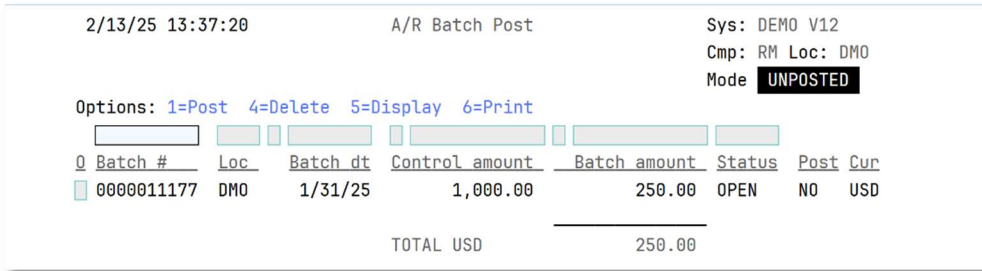 2/13/25 13:37:20 A/R Batch Post Sys: DEMO V12
Cmp: RM Loc: DMO
Mode UNPOSTED
Options: 1=Post 4=Delete 5=Display 6=Print
O Batch # Loc Batch dt Control amount Batch amount Status Post Cur
0000011177 DMO 1/31/25 1,000.00 250.00 OPEN NO USD
TOTAL USD 250.00